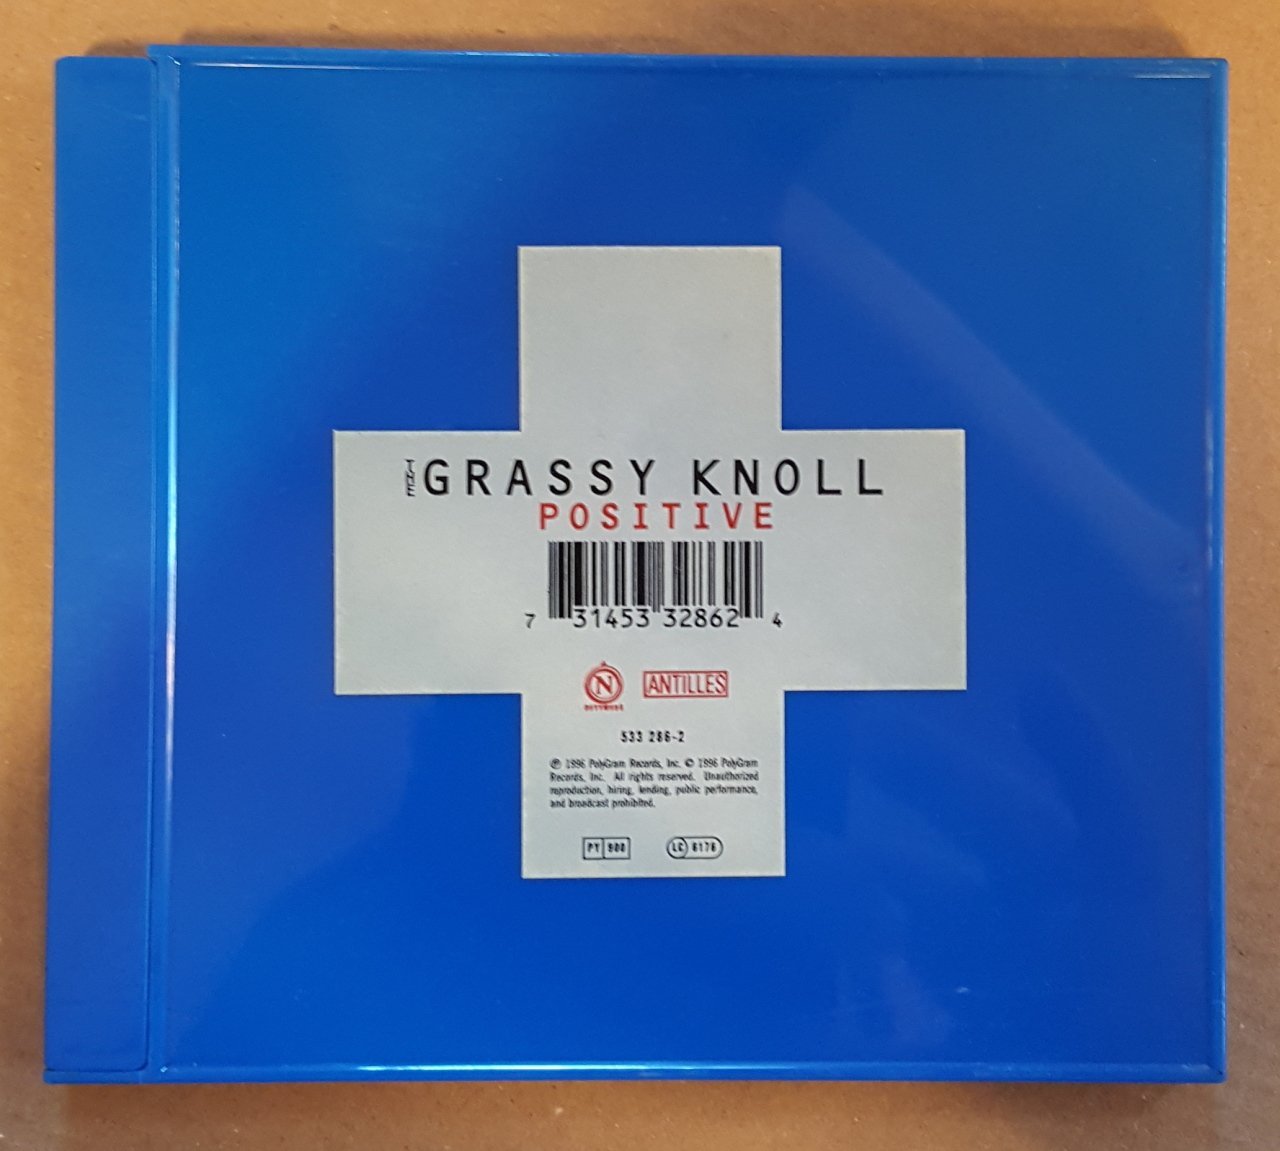 THE GRASSY KNOLL
POSITIVE
7 31453 32862 4
N ANTILLES
533 286-2
℗ 1996 PolyGram Records, Inc. © 1996 PolyGram
Records, Inc. All rights reserved. Unauthorized
reproduction, hiring, lending, public performance,
and broadcast prohibited.
PY 900 LC 6176